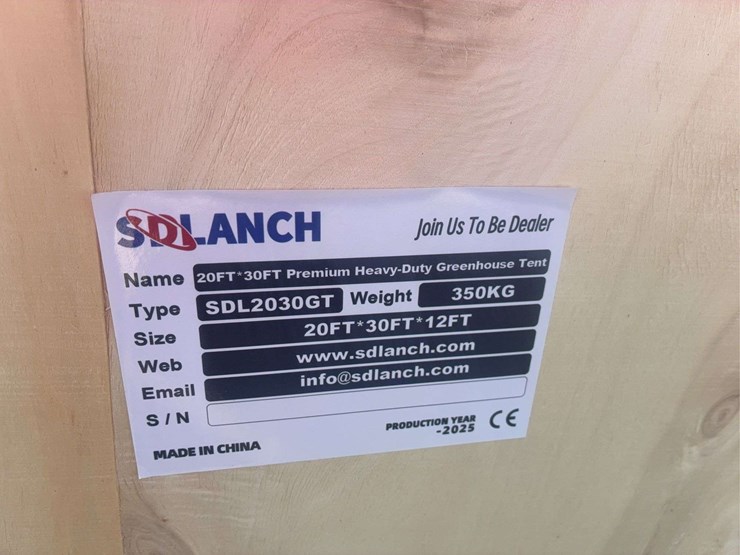 SDLANCH
Join Us To Be Dealer
Name 20FT*30FT Premium Heavy-Duty Greenhouse Tent
Type SDL2030GT Weight 350KG
Size 20FT*30FT*12FT
Web www.sdlanch.com
Email info@sdlanch.com
S/N
PRODUCTION YEAR
-2025
CE
MADE IN CHINA